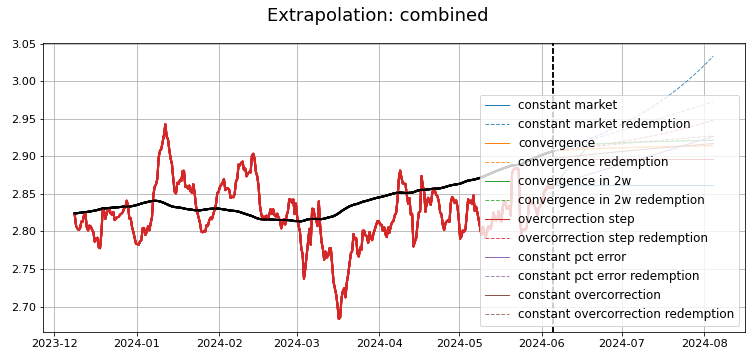 Extrapolation: combined
3.05
3.00
2.95
2.90
2.85
2.80
2.75
2.70
constant market
constant market redemption
convergence
convergence redemption
convergence in 2w
convergence in 2w redemption
overcorrection step
overcorrection step redemption
constant pct error
constant pct error redemption
constant overcorrection
constant overcorrection redemption
2023-12 2024-01 2024-02 2024-03 2024-04 2024-05 2024-06 2024-07 2024-08